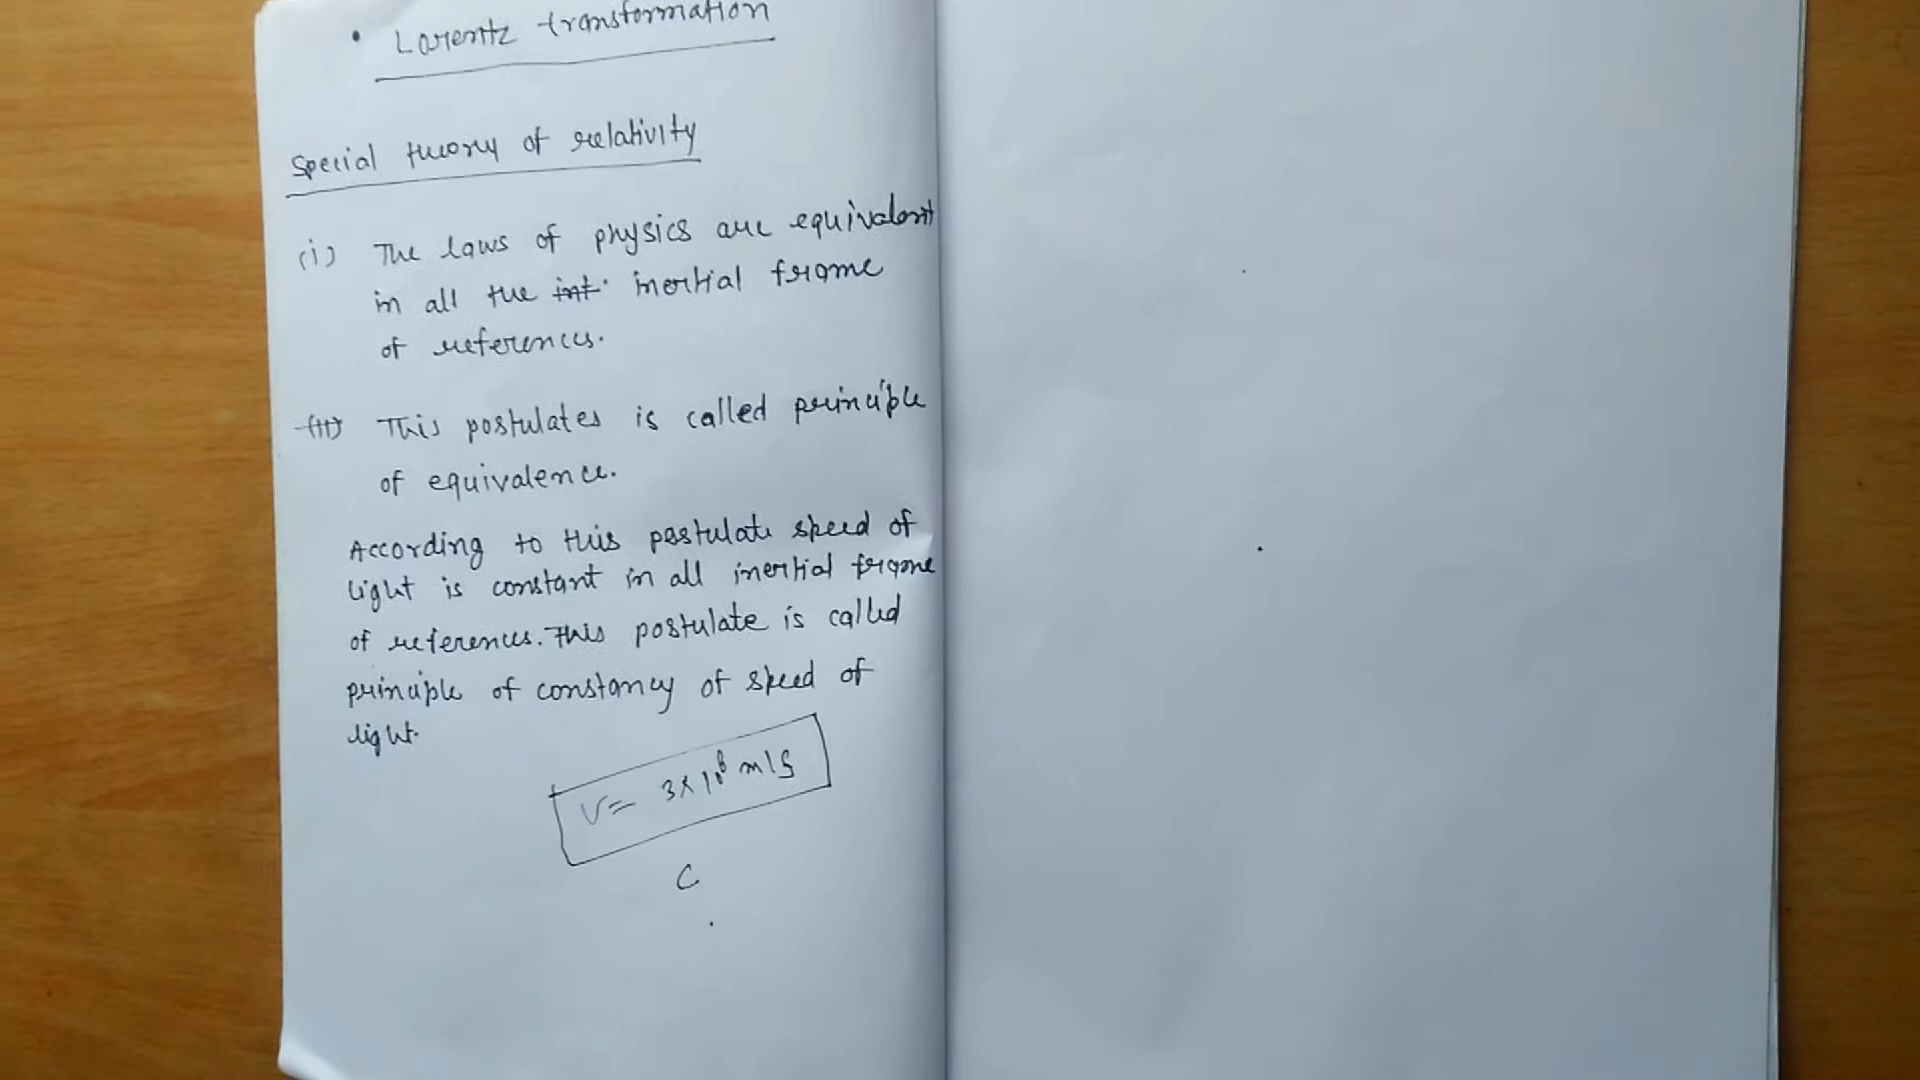 • Lorentz transformation
Special theory of relativity
(i) The laws of physics are equivalent
in all the int. inertial frame
of references.
(ii) This postulates is called principle
of equivalence.
According to this postulate speed of
light is constant in all inertial frame
of references. This postulate is called
principle of constancy of speed of
light.
V = 3×10⁸ m/s
C